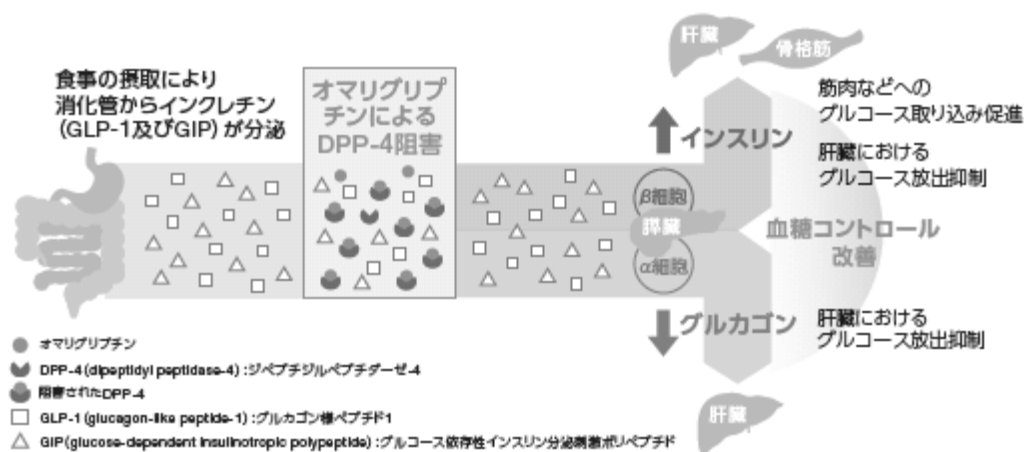 食事の摂取により
消化管からインクレチン
(GLP-1及びGIP)が分泌
オマリグリプ
チンによる
DPP-4阻害
肝臓
骨格筋
筋肉などへの
グルコース取り込み促進
インスリン
肝臓における
グルコース放出抑制
β細胞
膵臓
α細胞
血糖コントロール
改善
グルカゴン
肝臓における
グルコース放出抑制
肝臓
オマリグリプチン
DPP-4(dipeptidyl peptidase-4):ジペプチジルペプチダーゼ-4
阻害されたDPP-4
GLP-1(glucagon-like peptide-1):グルカゴン様ペプチド1
GIP(glucose-dependent insulinotropic polypeptide):グルコース依存性インスリン分泌刺激ポリペプチド